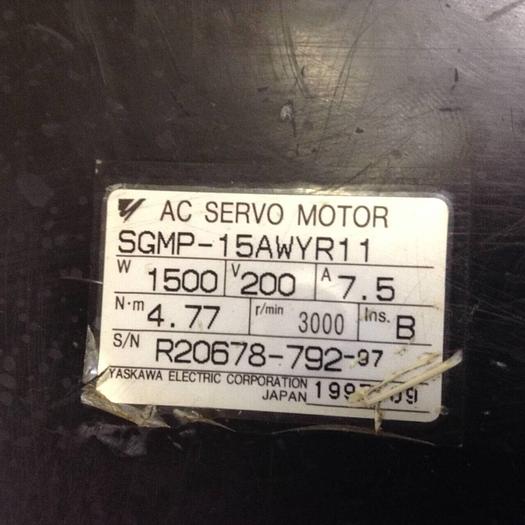 AC SERVO MOTOR
SGMP-15AWYR11
W 1500 V 200 A 7.5
N·m 4.77 r/min 3000 Ins. B
S/N R20678-792-97
YASKAWA ELECTRIC CORPORATION
JAPAN